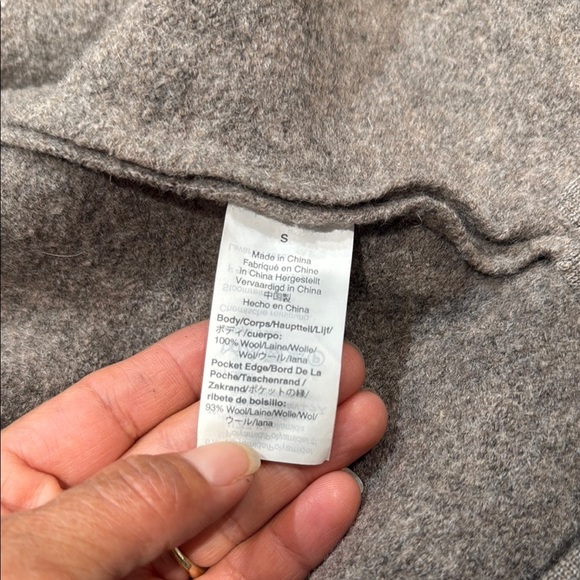 S
Made in China
Fabriqué en Chine
In China Hergestellt
Vervaardigd in China
中国製
Hecho en China
Body/Corps/Hauptteil/Lijf/
ボディ/cuerpo:
100% Wool/Laine/Wolle/
Wol/ウール/lana
Pocket Edge/Bord De La
Poche/Taschenrand/
Zakrand/ポケットの縁/
ribete de bolsillo:
93% Wool/Laine/Wolle/Wol/
ウール/lana